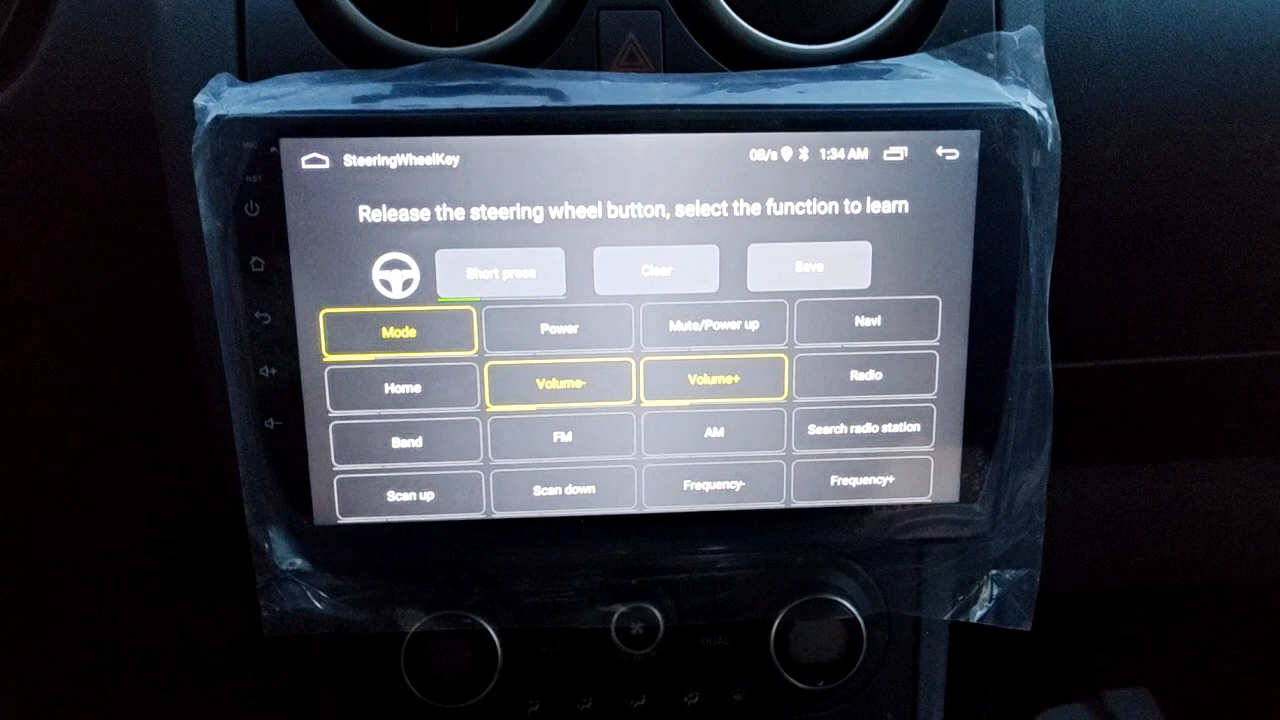 SteeringWheelKey
0B/s 1:34 AM
Release the steering wheel button, select the function to learn
Short press Clear Save
Mode Power Mute/Power up Navi
Home Volume- Volume+ Radio
Band FM AM Search radio station
Scan up Scan down Frequency- Frequency+
RST
DUAL